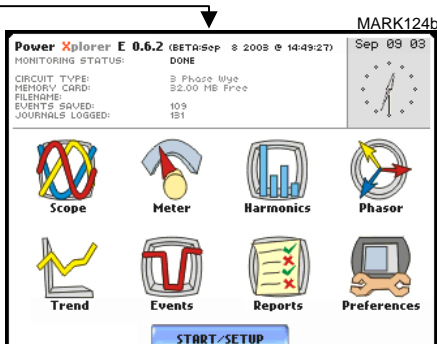 MARK124b
Power Xplorer E 0.6.2 (BETA:Sep 8 2003 @ 14:49:27)
Sep 09 03
MONITORING STATUS: DONE
CIRCUIT TYPE: 3 Phase Wye
MEMORY CARD: 32.00 MB Free
FILENAME:
EVENTS SAVED: 109
JOURNALS LOGGED: 131
Scope Meter Harmonics Phasor
Trend Events Reports Preferences
START/SETUP